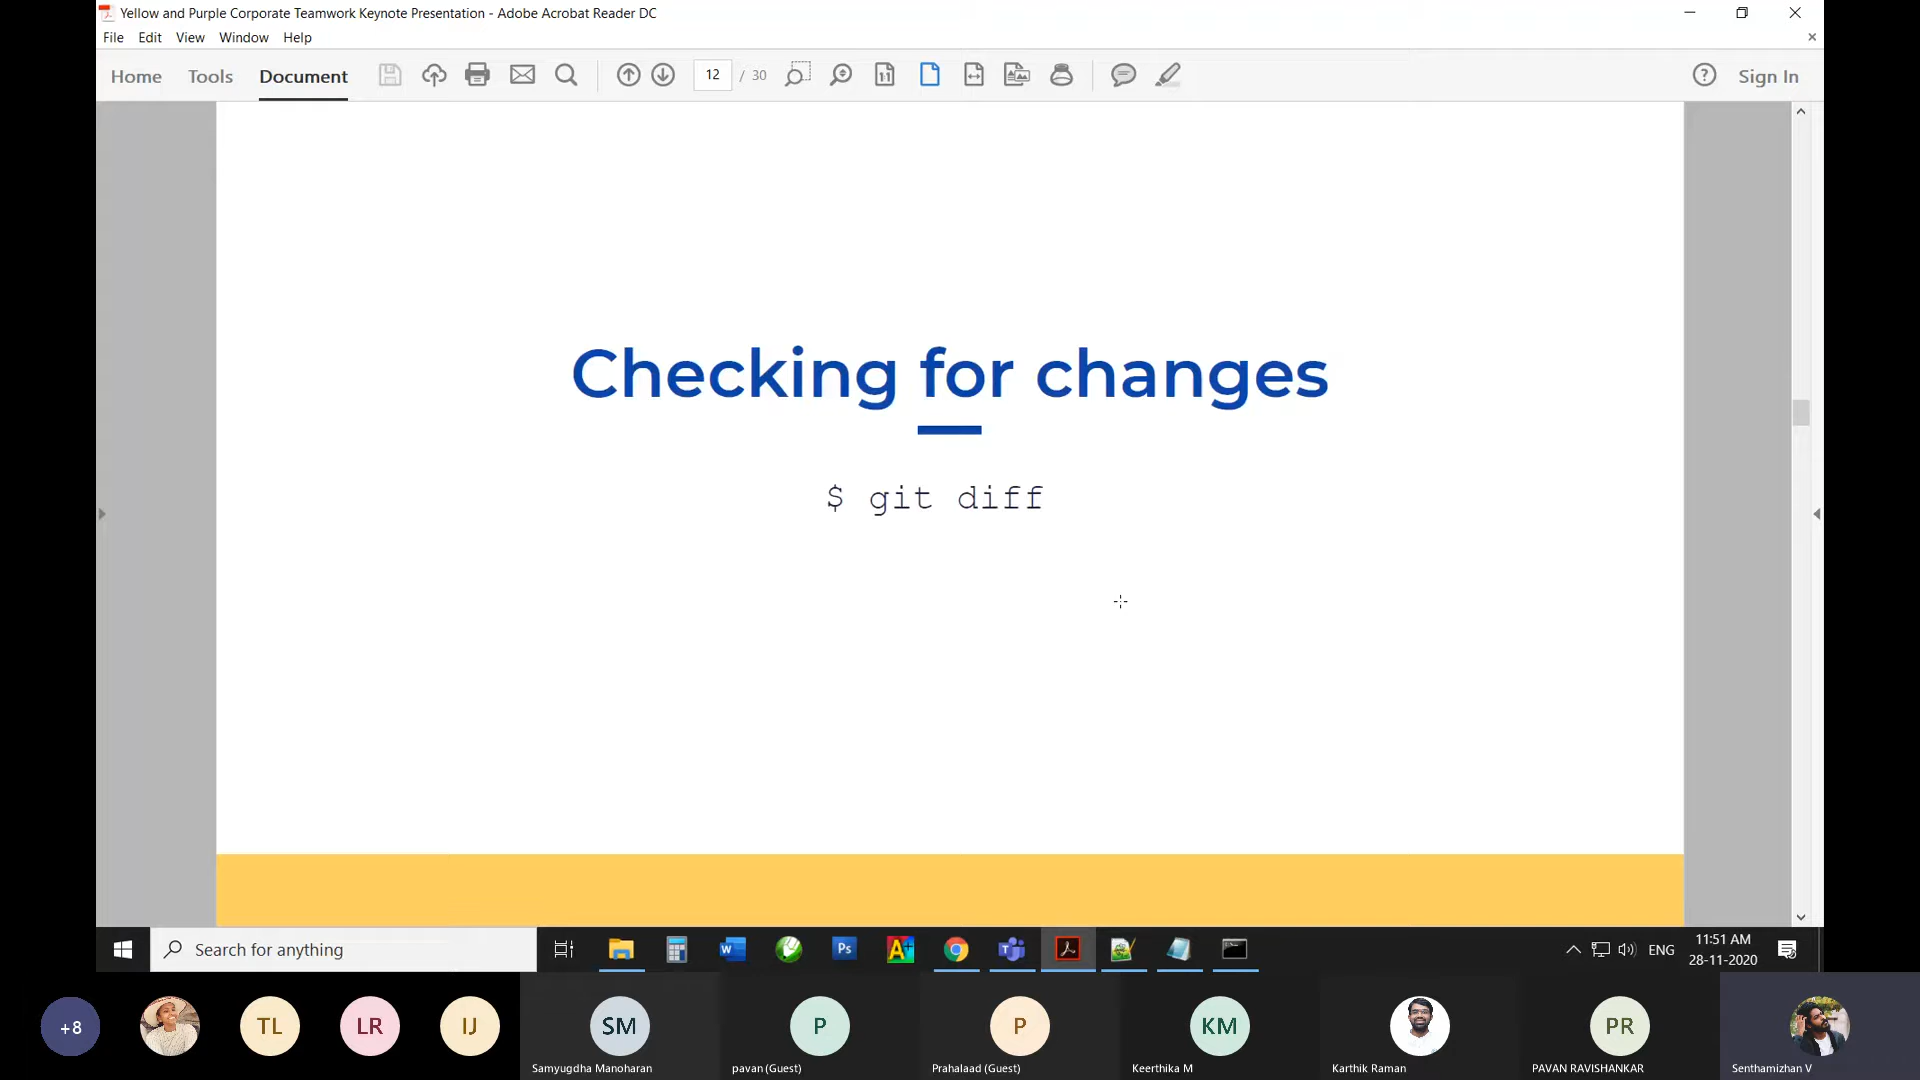 Yellow and Purple Corporate Teamwork Keynote Presentation - Adobe Acrobat Reader DC
File Edit View Window Help
Home Tools Document 12 / 30 Sign In
Checking for changes
$ git diff
Search for anything
ENG
11:51 AM
28-11-2020
+8 TL LR IJ SM P P KM PR
Samyugdha Manoharan pavan (Guest) Prahalaad (Guest) Keerthika M Karthik Raman PAVAN RAVISHANKAR Senthamizhan V